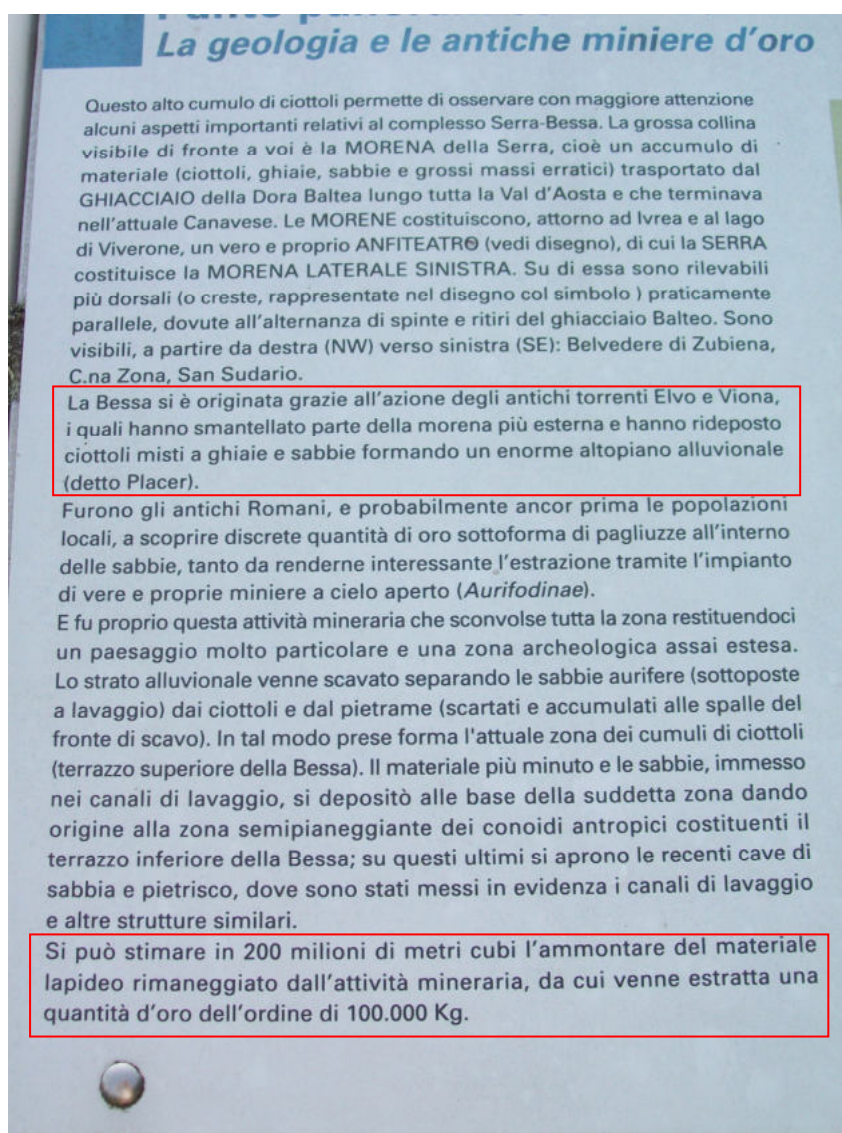 La geologia e le antiche miniere d'oro
Questo alto cumulo di ciottoli permette di osservare con maggiore attenzione
alcuni aspetti importanti relativi al complesso Serra-Bessa. La grossa collina
visibile di fronte a voi è la MORENA della Serra, cioè un accumulo di
materiale (ciottoli, ghiaie, sabbie e grossi massi erratici) trasportato dal
GHIACCIAIO della Dora Baltea lungo tutta la Val d'Aosta e che terminava
nell'attuale Canavese. Le MORENE costituiscono, attorno ad Ivrea e al lago
di Viverone, un vero e proprio ANFITEATRO (vedi disegno), di cui la SERRA
costituisce la MORENA LATERALE SINISTRA. Su di essa sono rilevabili
più dorsali (o creste, rappresentate nel disegno col simbolo ) praticamente
parallele, dovute all'alternanza di spinte e ritiri del ghiacciaio Balteo. Sono
visibili, a partire da destra (NW) verso sinistra (SE): Belvedere di Zubiena,
C.na Zona, San Sudario.
La Bessa si è originata grazie all'azione degli antichi torrenti Elvo e Viona,
i quali hanno smantellato parte della morena più esterna e hanno rideposto
ciottoli misti a ghiaie e sabbie formando un enorme altopiano alluvionale
(detto Placer).
Furono gli antichi Romani, e probabilmente ancor prima le popolazioni
locali, a scoprire discrete quantità di oro sottoforma di pagliuzze all'interno
delle sabbie, tanto da renderne interessante l'estrazione tramite l'impianto
di vere e proprie miniere a cielo aperto (Aurifodinae).
E fu proprio questa attività mineraria che sconvolse tutta la zona restituendoci
un paesaggio molto particolare e una zona archeologica assai estesa.
Lo strato alluvionale venne scavato separando le sabbie aurifere (sottoposte
a lavaggio) dai ciottoli e dal pietrame (scartati e accumulati alle spalle del
fronte di scavo). In tal modo prese forma l'attuale zona dei cumuli di ciottoli
(terrazzo superiore della Bessa). Il materiale più minuto e le sabbie, immesso
nei canali di lavaggio, si depositò alle base della suddetta zona dando
origine alla zona semipianeggiante dei conoidi antropici costituenti il
terrazzo inferiore della Bessa; su questi ultimi si aprono le recenti cave di
sabbia e pietrisco, dove sono stati messi in evidenza i canali di lavaggio
e altre strutture similari.
Si può stimare in 200 milioni di metri cubi l'ammontare del materiale
lapideo rimaneggiato dall'attività mineraria, da cui venne estratta una
quantità d'oro dell'ordine di 100.000 Kg.